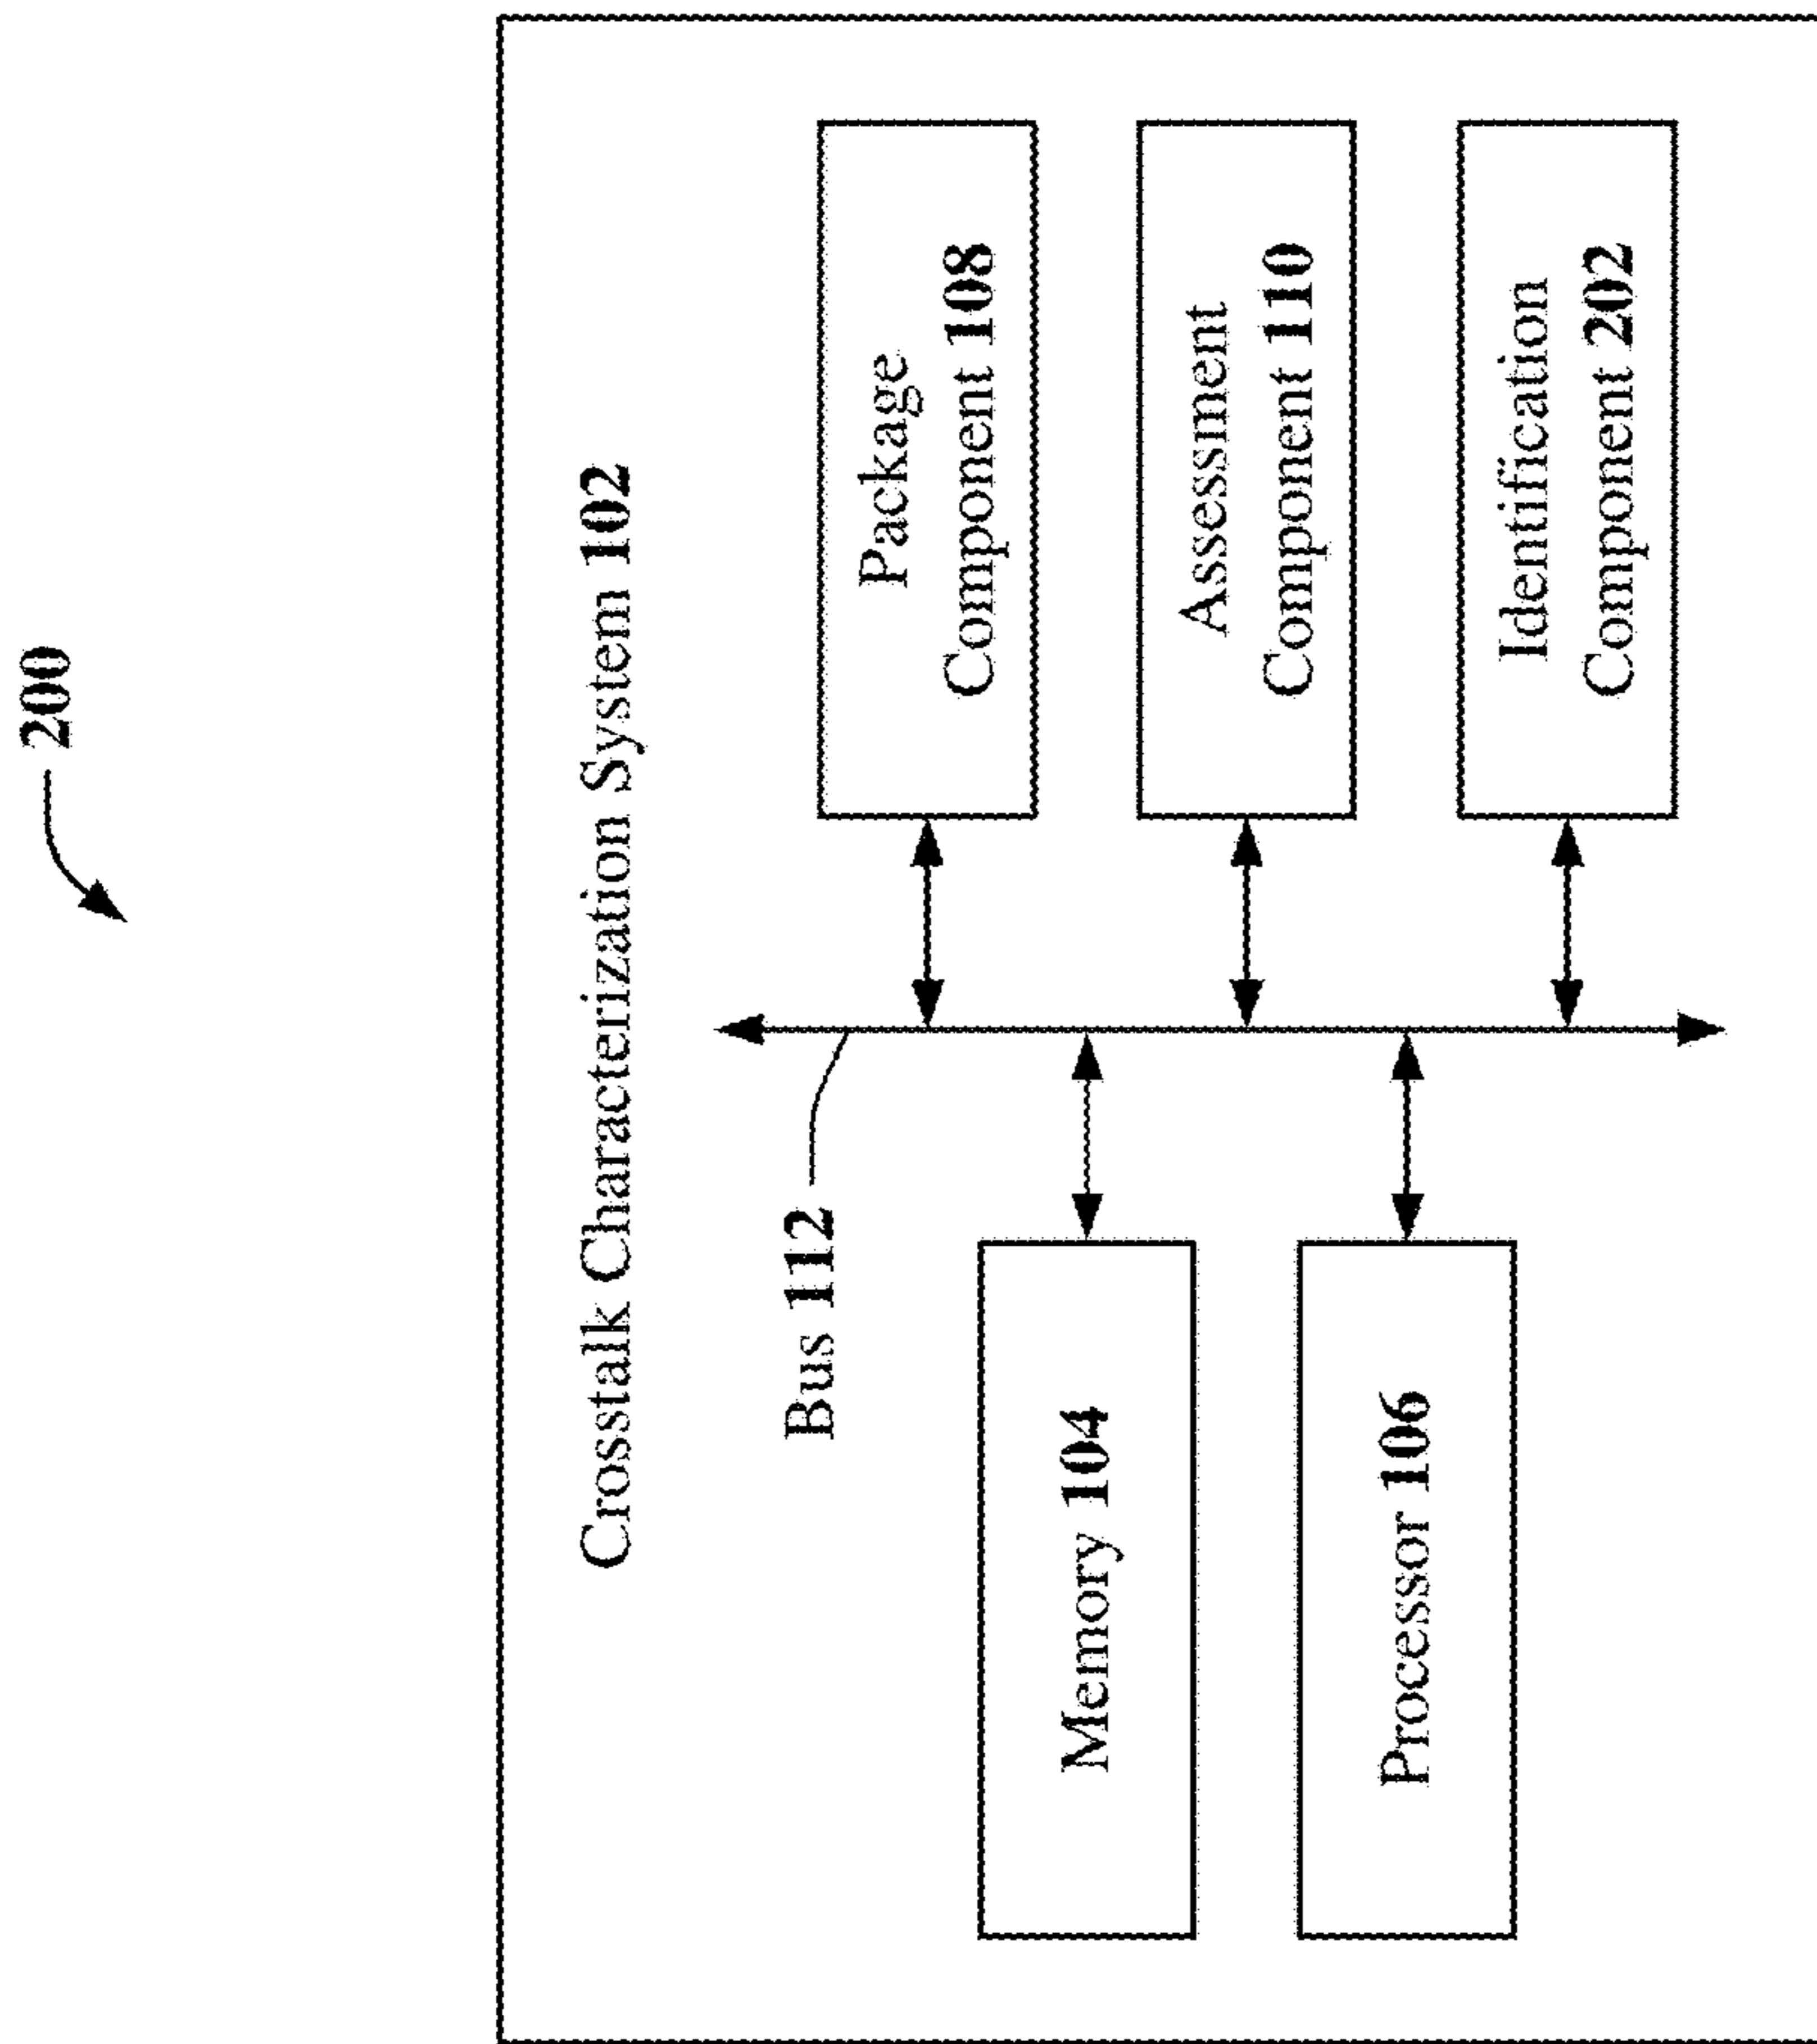 200
Crosstalk Characterization System 102
Bus 112
Memory 104
Processor 106
Package
Component 108
Assessment
Component 110
Identification
Component 202